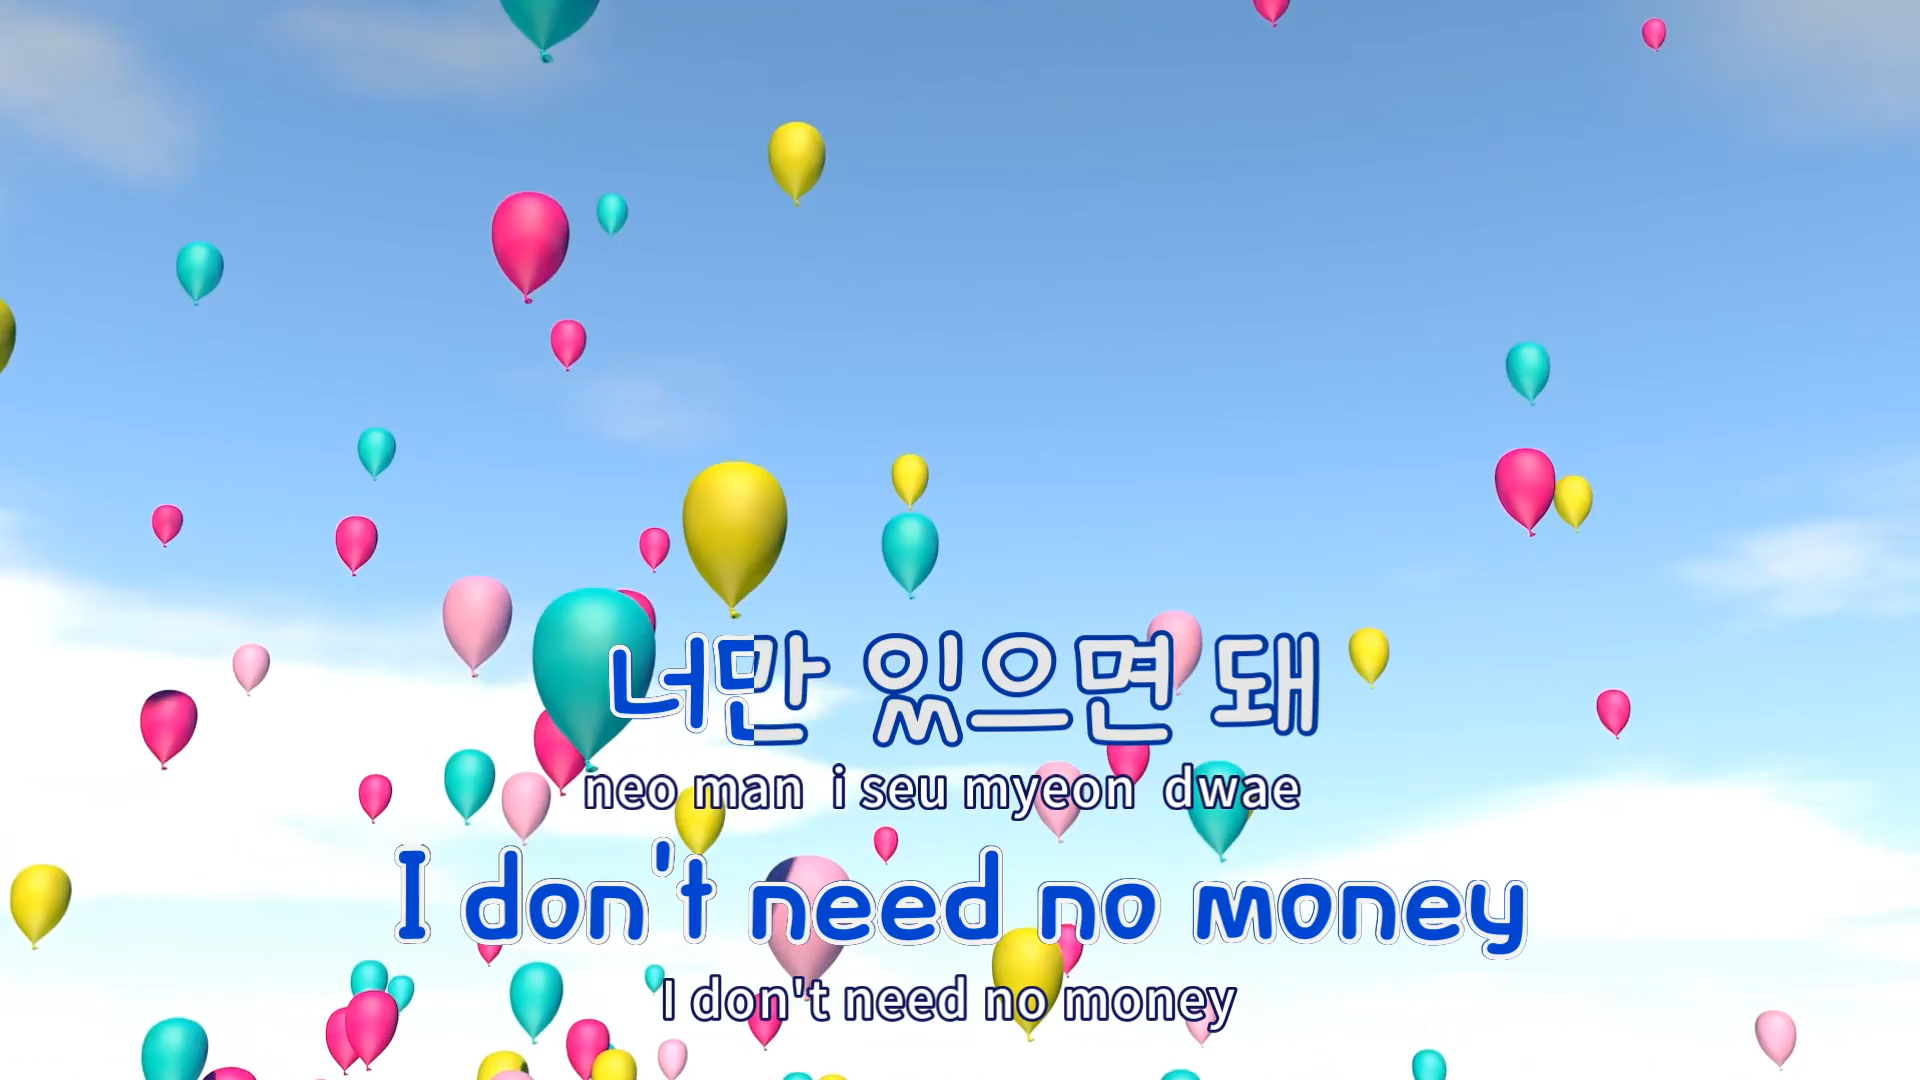 너만 있으면 돼
neo man i seu myeon dwae
I don't need no money
I don't need no money